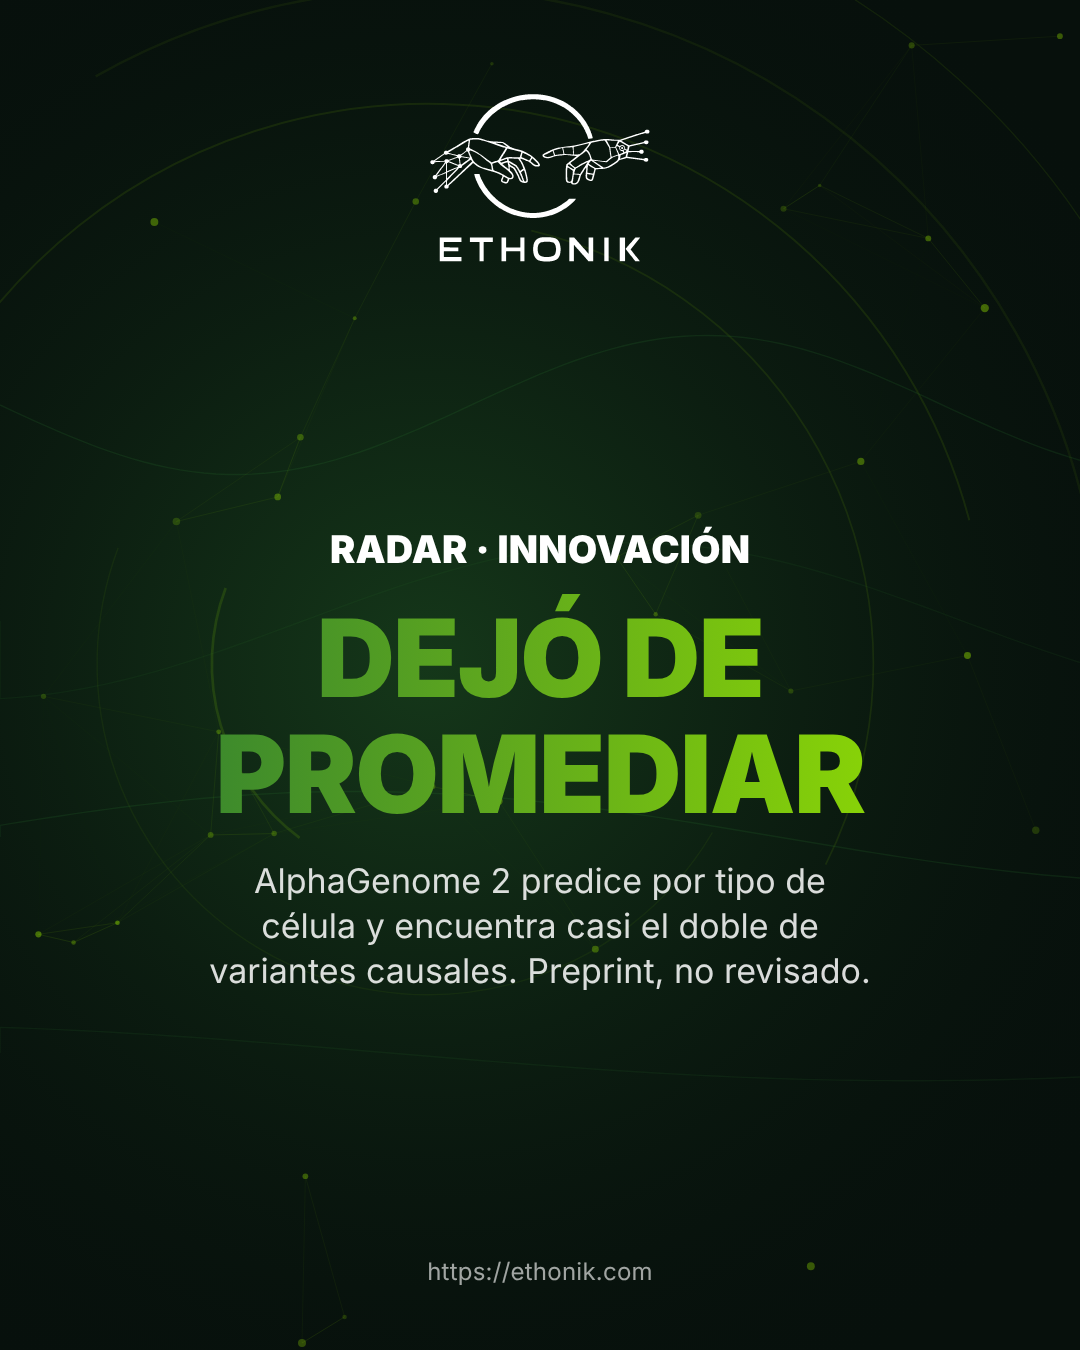 ETHONIK
RADAR · INNOVACIÓN
DEJÓ DE
PROMEDIAR
AlphaGenome 2 predice por tipo de
célula y encuentra casi el doble de
variantes causales. Preprint, no revisado.
https://ethonik.com